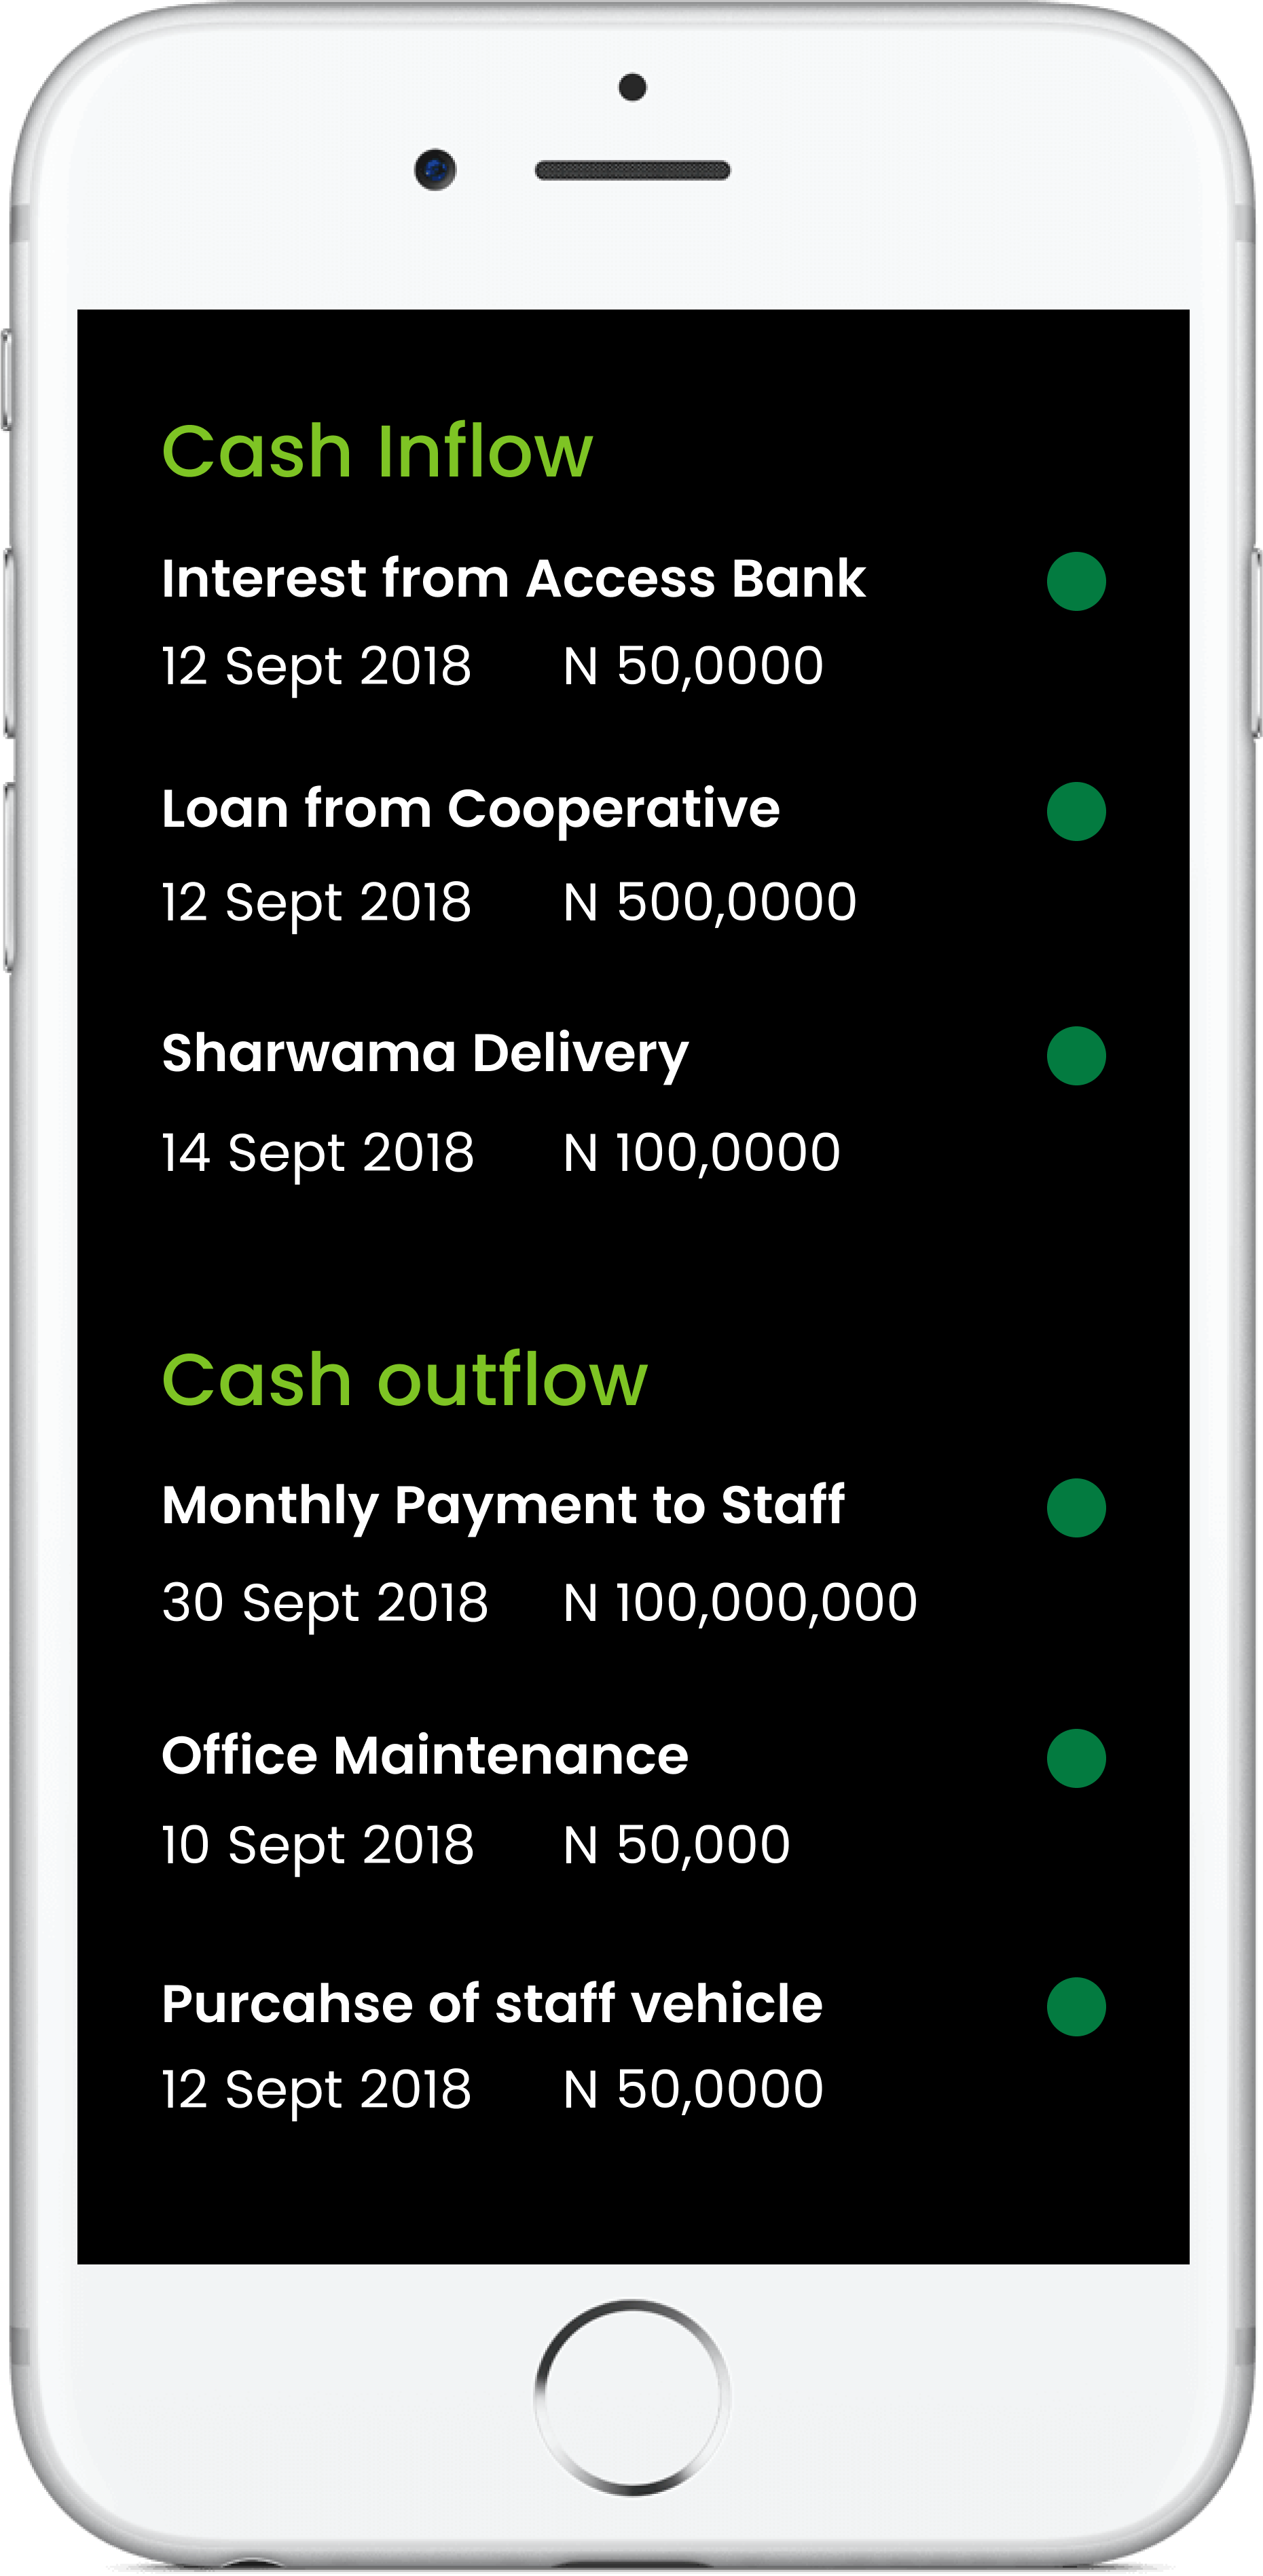 Cash Inflow
Interest from Access Bank
12 Sept 2018 N 50,0000
Loan from Cooperative
12 Sept 2018 N 500,0000
Sharwama Delivery
14 Sept 2018 N 100,0000
Cash outflow
Monthly Payment to Staff
30 Sept 2018 N 100,000,000
Office Maintenance
10 Sept 2018 N 50,000
Purcahse of staff vehicle
12 Sept 2018 N 50,0000